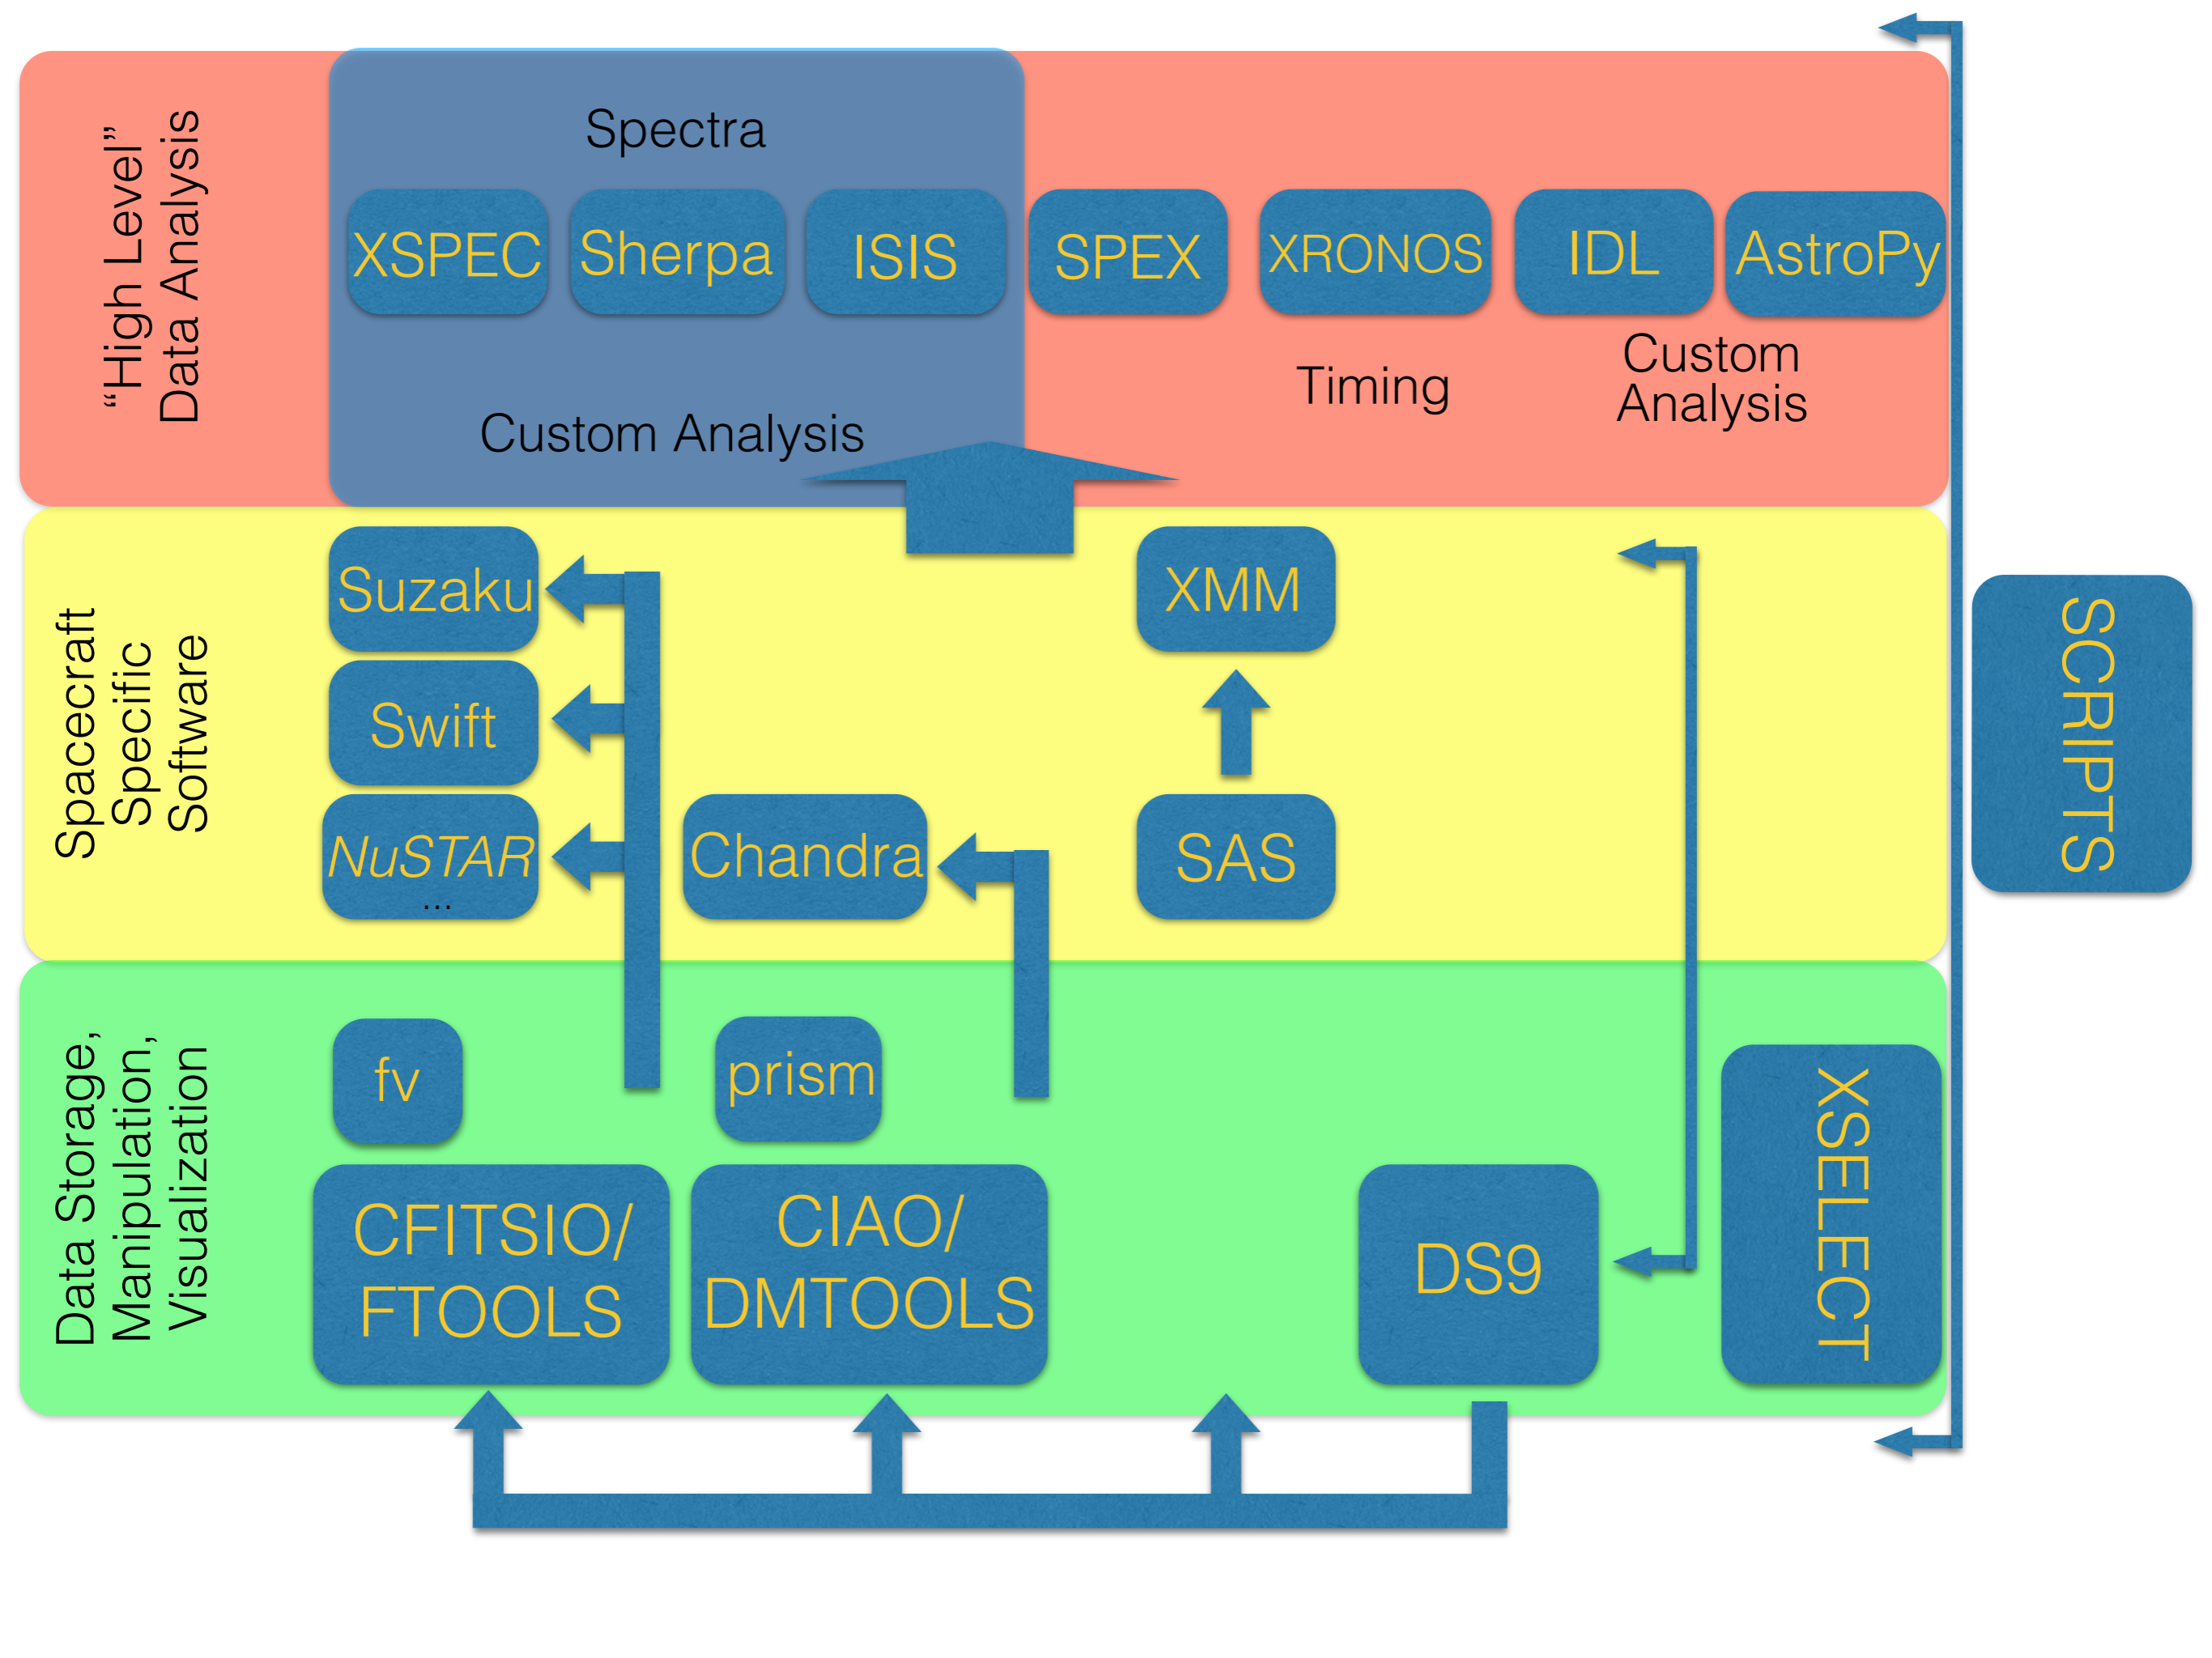 “High Level”
Data Analysis
Spectra
XSPEC
Sherpa
ISIS
SPEX
XRONOS
IDL
AstroPy
Custom Analysis
Timing
Custom
Analysis
Spacecraft
Specific
Software
Suzaku
Swift
NuSTAR
...
Chandra
XMM
SAS
SCRIPTS
Data Storage,
Manipulation,
Visualization
fv
prism
CFITSIO/
FTOOLS
CIAO/
DMTOOLS
DS9
XSELECT